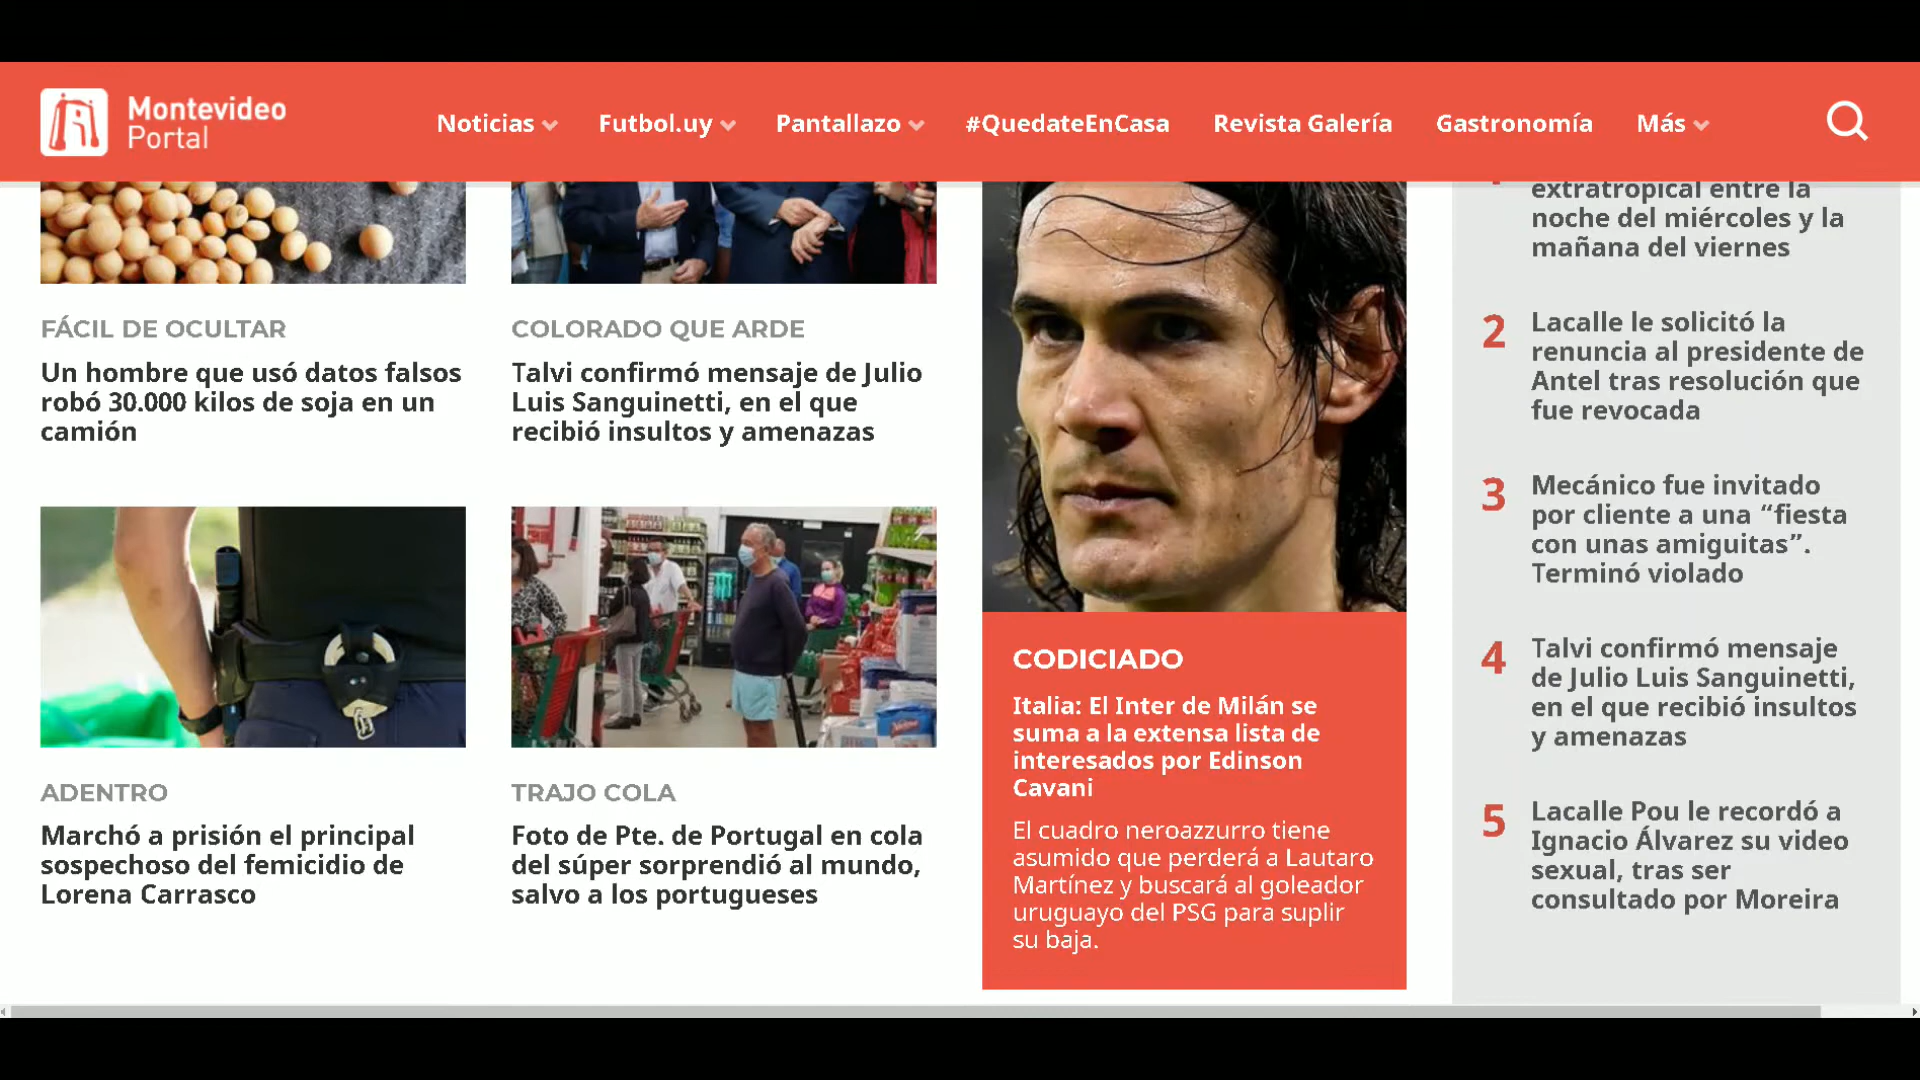 Montevideo
Portal
Noticias
Futbol.uy
Pantallazo
#QuedateEnCasa
Revista Galería
Gastronomía
Más
FÁCIL DE OCULTAR
Un hombre que usó datos falsos
robó 30.000 kilos de soja en un
camión
COLORADO QUE ARDE
Talvi confirmó mensaje de Julio
Luis Sanguinetti, en el que
recibió insultos y amenazas
ADENTRO
Marchó a prisión el principal
sospechoso del femicidio de
Lorena Carrasco
TRAJO COLA
Foto de Pte. de Portugal en cola
del súper sorprendió al mundo,
salvo a los portugueses
CODICIADO
Italia: El Inter de Milán se
suma a la extensa lista de
interesados por Edinson
Cavani
El cuadro neroazzurro tiene
asumido que perderá a Lautaro
Martínez y buscará al goleador
uruguayo del PSG para suplir
su baja.
extratropical entre la
noche del miércoles y la
mañana del viernes
2 Lacalle le solicitó la
renuncia al presidente de
Antel tras resolución que
fue revocada
3 Mecánico fue invitado
por cliente a una “fiesta
con unas amiguitas”.
Terminó violado
4 Talvi confirmó mensaje
de Julio Luis Sanguinetti,
en el que recibió insultos
y amenazas
5 Lacalle Pou le recordó a
Ignacio Álvarez su video
sexual, tras ser
consultado por Moreira